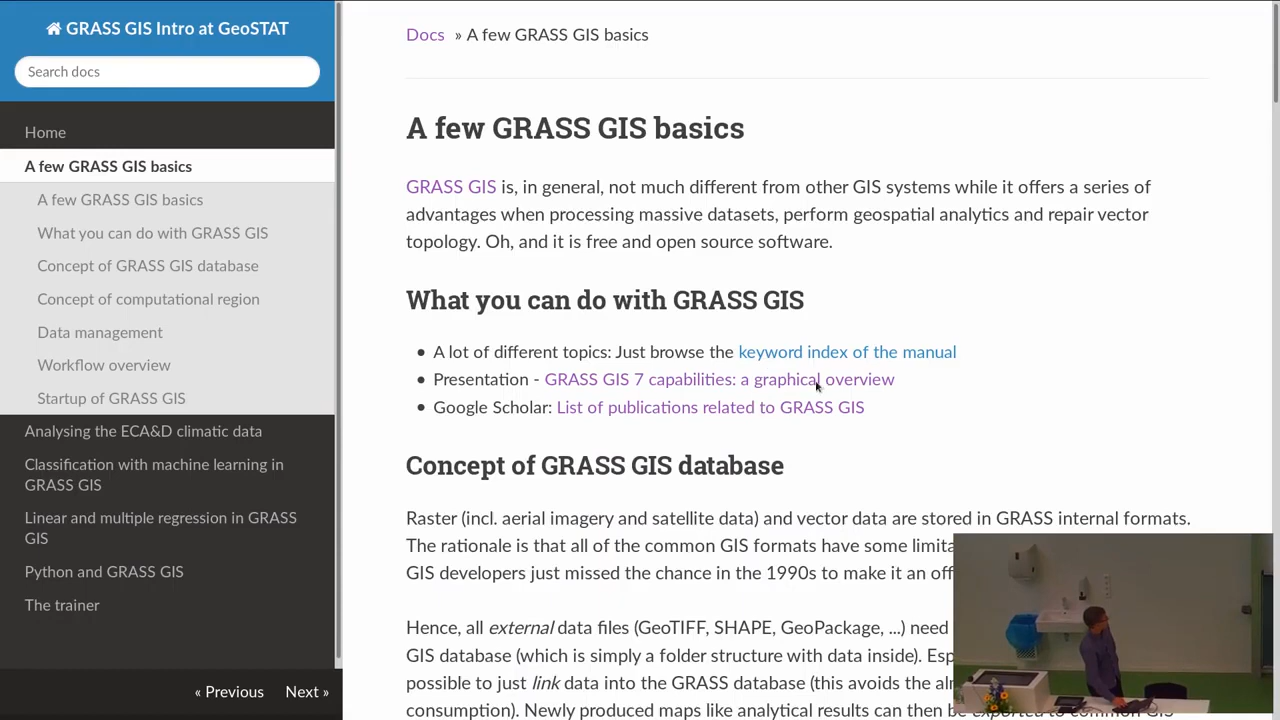 GRASS GIS Intro at GeoSTAT
Search docs
Home
A few GRASS GIS basics
A few GRASS GIS basics
What you can do with GRASS GIS
Concept of GRASS GIS database
Concept of computational region
Data management
Workflow overview
Startup of GRASS GIS
Analysing the ECA&D climatic data
Classification with machine learning in
GRASS GIS
Linear and multiple regression in GRASS
GIS
Python and GRASS GIS
The trainer
« Previous Next »
Docs » A few GRASS GIS basics
A few GRASS GIS basics
GRASS GIS is, in general, not much different from other GIS systems while it offers a series of
advantages when processing massive datasets, perform geospatial analytics and repair vector
topology. Oh, and it is free and open source software.
What you can do with GRASS GIS
• A lot of different topics: Just browse the keyword index of the manual
• Presentation - GRASS GIS 7 capabilities: a graphical overview
• Google Scholar: List of publications related to GRASS GIS
Concept of GRASS GIS database
Raster (incl. aerial imagery and satellite data) and vector data are stored in GRASS internal formats.
The rationale is that all of the common GIS formats have some limita
GIS developers just missed the chance in the 1990s to make it an off
Hence, all external data files (GeoTIFF, SHAPE, GeoPackage, ...) need
GIS database (which is simply a folder structure with data inside). Esp
possible to just link data into the GRASS database (this avoids the
consumption). Newly produced maps like analytical results can then